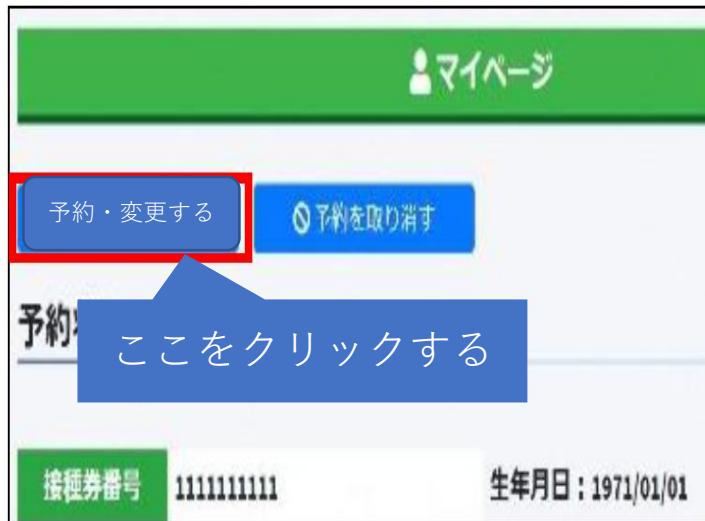 マイページ
予約・変更する
予約を取り消す
予約
ここをクリックする
接種券番号 1111111111 生年月日：1971/01/01